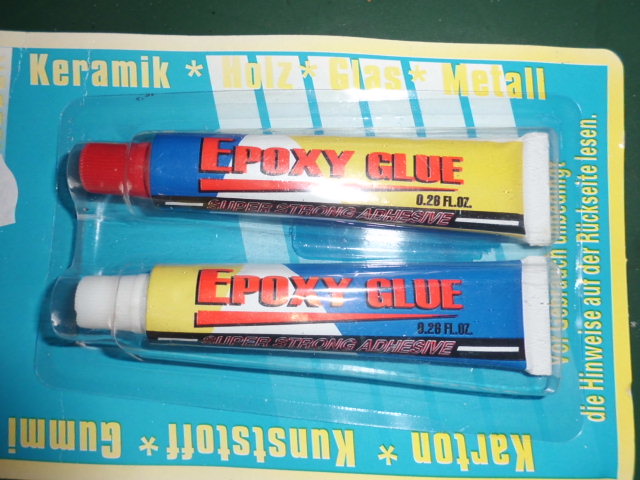 Keramik * Holz * Glas * Metall
EPOXY GLUE
0.28 FL.OZ.
SUPER STRONG ADHESIVE
EPOXY GLUE
0.28 FL.OZ.
SUPER STRONG ADHESIVE
Vor Gebrauch unbedingt
die Hinweise auf der Rückseite lesen.
Karton * Kunststoff * Gummi